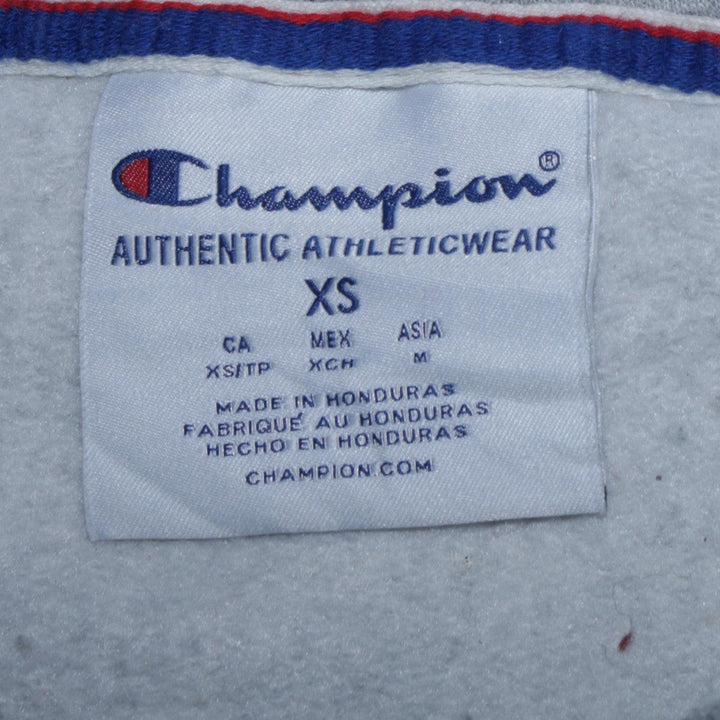 Champion®
AUTHENTIC ATHLETICWEAR
XS
CA MEX ASIA
XS/TP XCH M
MADE IN HONDURAS
FABRIQUÉ AU HONDURAS
HECHO EN HONDURAS
CHAMPION.COM